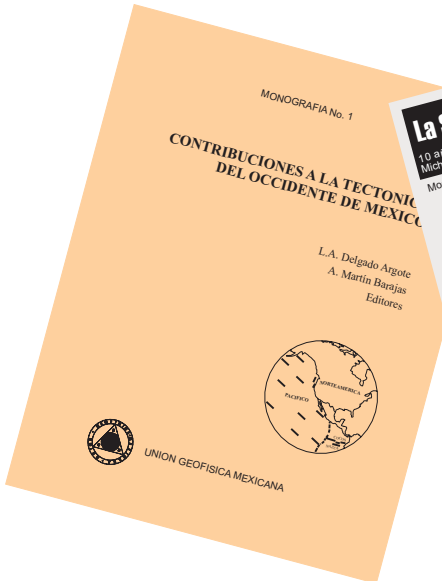 MONOGRAFIA No. 1
CONTRIBUCIONES A LA TECTONIC
DEL OCCIDENTE DE MEXICO
L.A. Delgado Argote
A. Martín Barajas
Editores
NORTEAMERICA
PACIFICO
UNION GEOFISICA MEXICANA
La
10 a
Mich
Mo